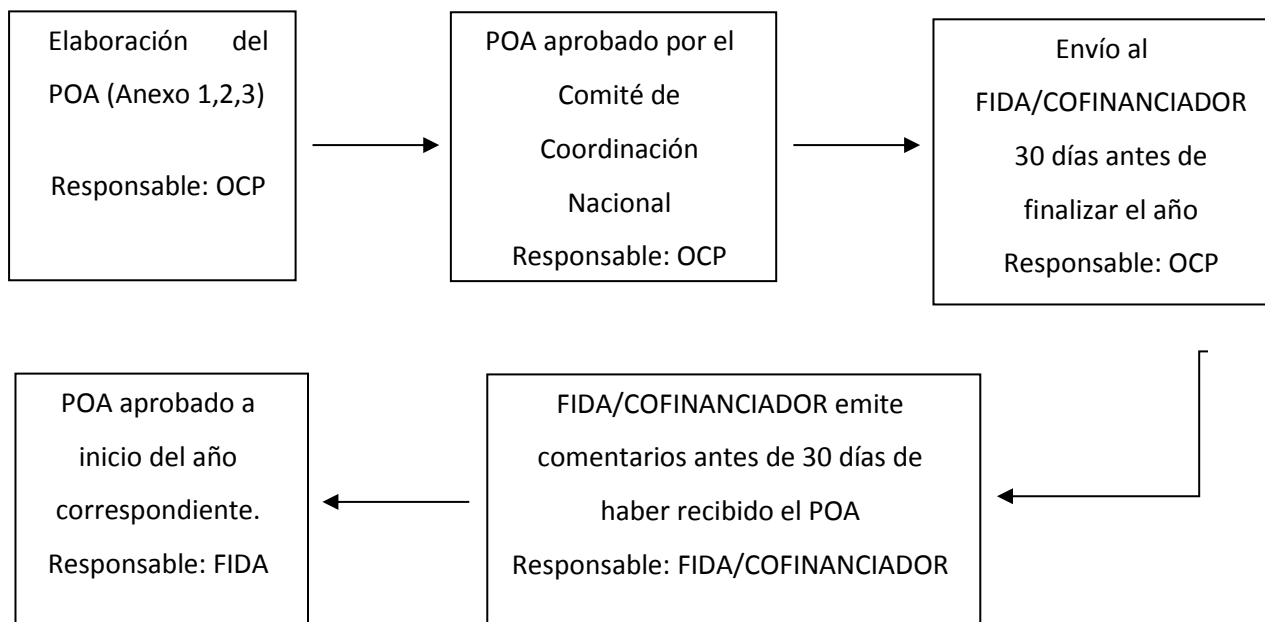 Elaboración del
POA (Anexo 1,2,3)
Responsable: OCP
POA aprobado por el
Comité de
Coordinación
Nacional
Responsable: OCP
Envío al
FIDA/COFINANCIADOR
30 días antes de
finalizar el año
Responsable: OCP
FIDA/COFINANCIADOR emite
comentarios antes de 30 días de
haber recibido el POA
Responsable: FIDA/COFINANCIADOR
POA aprobado a
inicio del año
correspondiente.
Responsable: FIDA